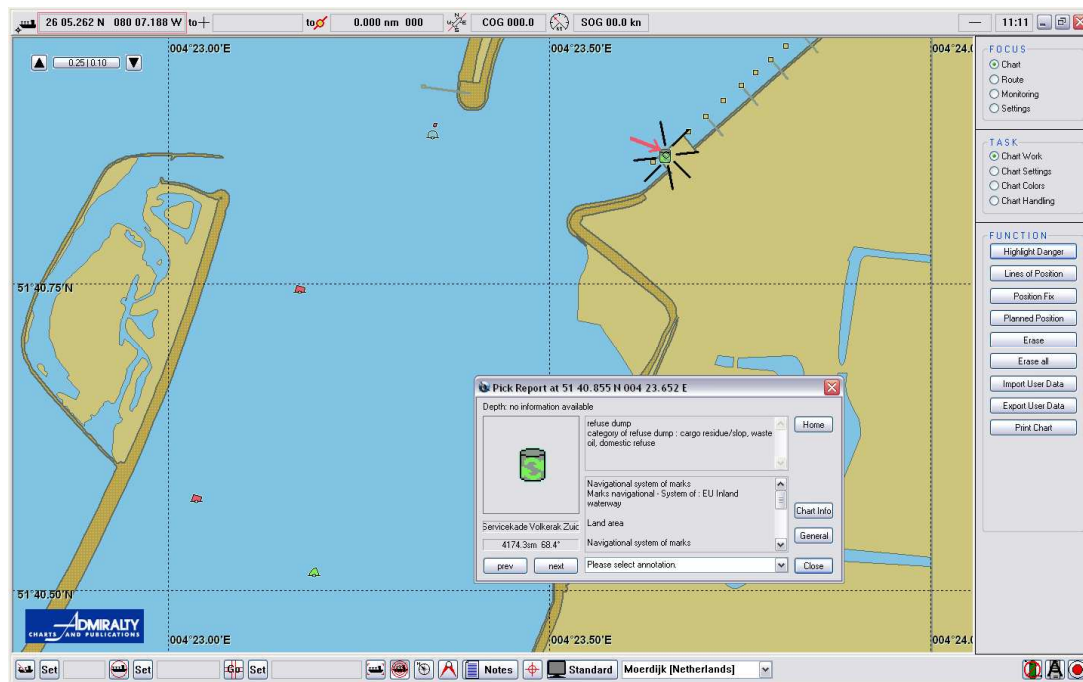 26 05.262 N 080 07.188 W to
to 0.000 nm 000
COG 000.0
SOG 00.0 kn
11:11
004°23.00'E
004°23.50'E
004°24.0
0.25 | 0.10
51°40.75'N
51°40.50'N
ADMIRALTY
CHARTS AND PUBLICATIONS
004°23.00'E
004°23.50'E
004°24.0
Pick Report at 51 40.855 N 004 23.652 E
Depth: no information available
refuse dump
category of refuse dump : cargo residue/slop, waste
oil, domestic refuse
Home
Navigational system of marks
Marks navigational - System of : EU Inland
waterway
Land area
Navigational system of marks
Chart Info
General
Servicekade Volkerak Zuid
4174.3sm 68.4°
prev
next
Please select annotation.
Close
FOCUS
Chart
Route
Monitoring
Settings
TASK
Chart Work
Chart Settings
Chart Colors
Chart Handling
FUNCTION
Highlight Danger
Lines of Position
Position Fix
Planned Position
Erase
Erase all
Import User Data
Export User Data
Print Chart
Set
Set
Gp Set
Notes
Standard
Moerdijk [Netherlands]